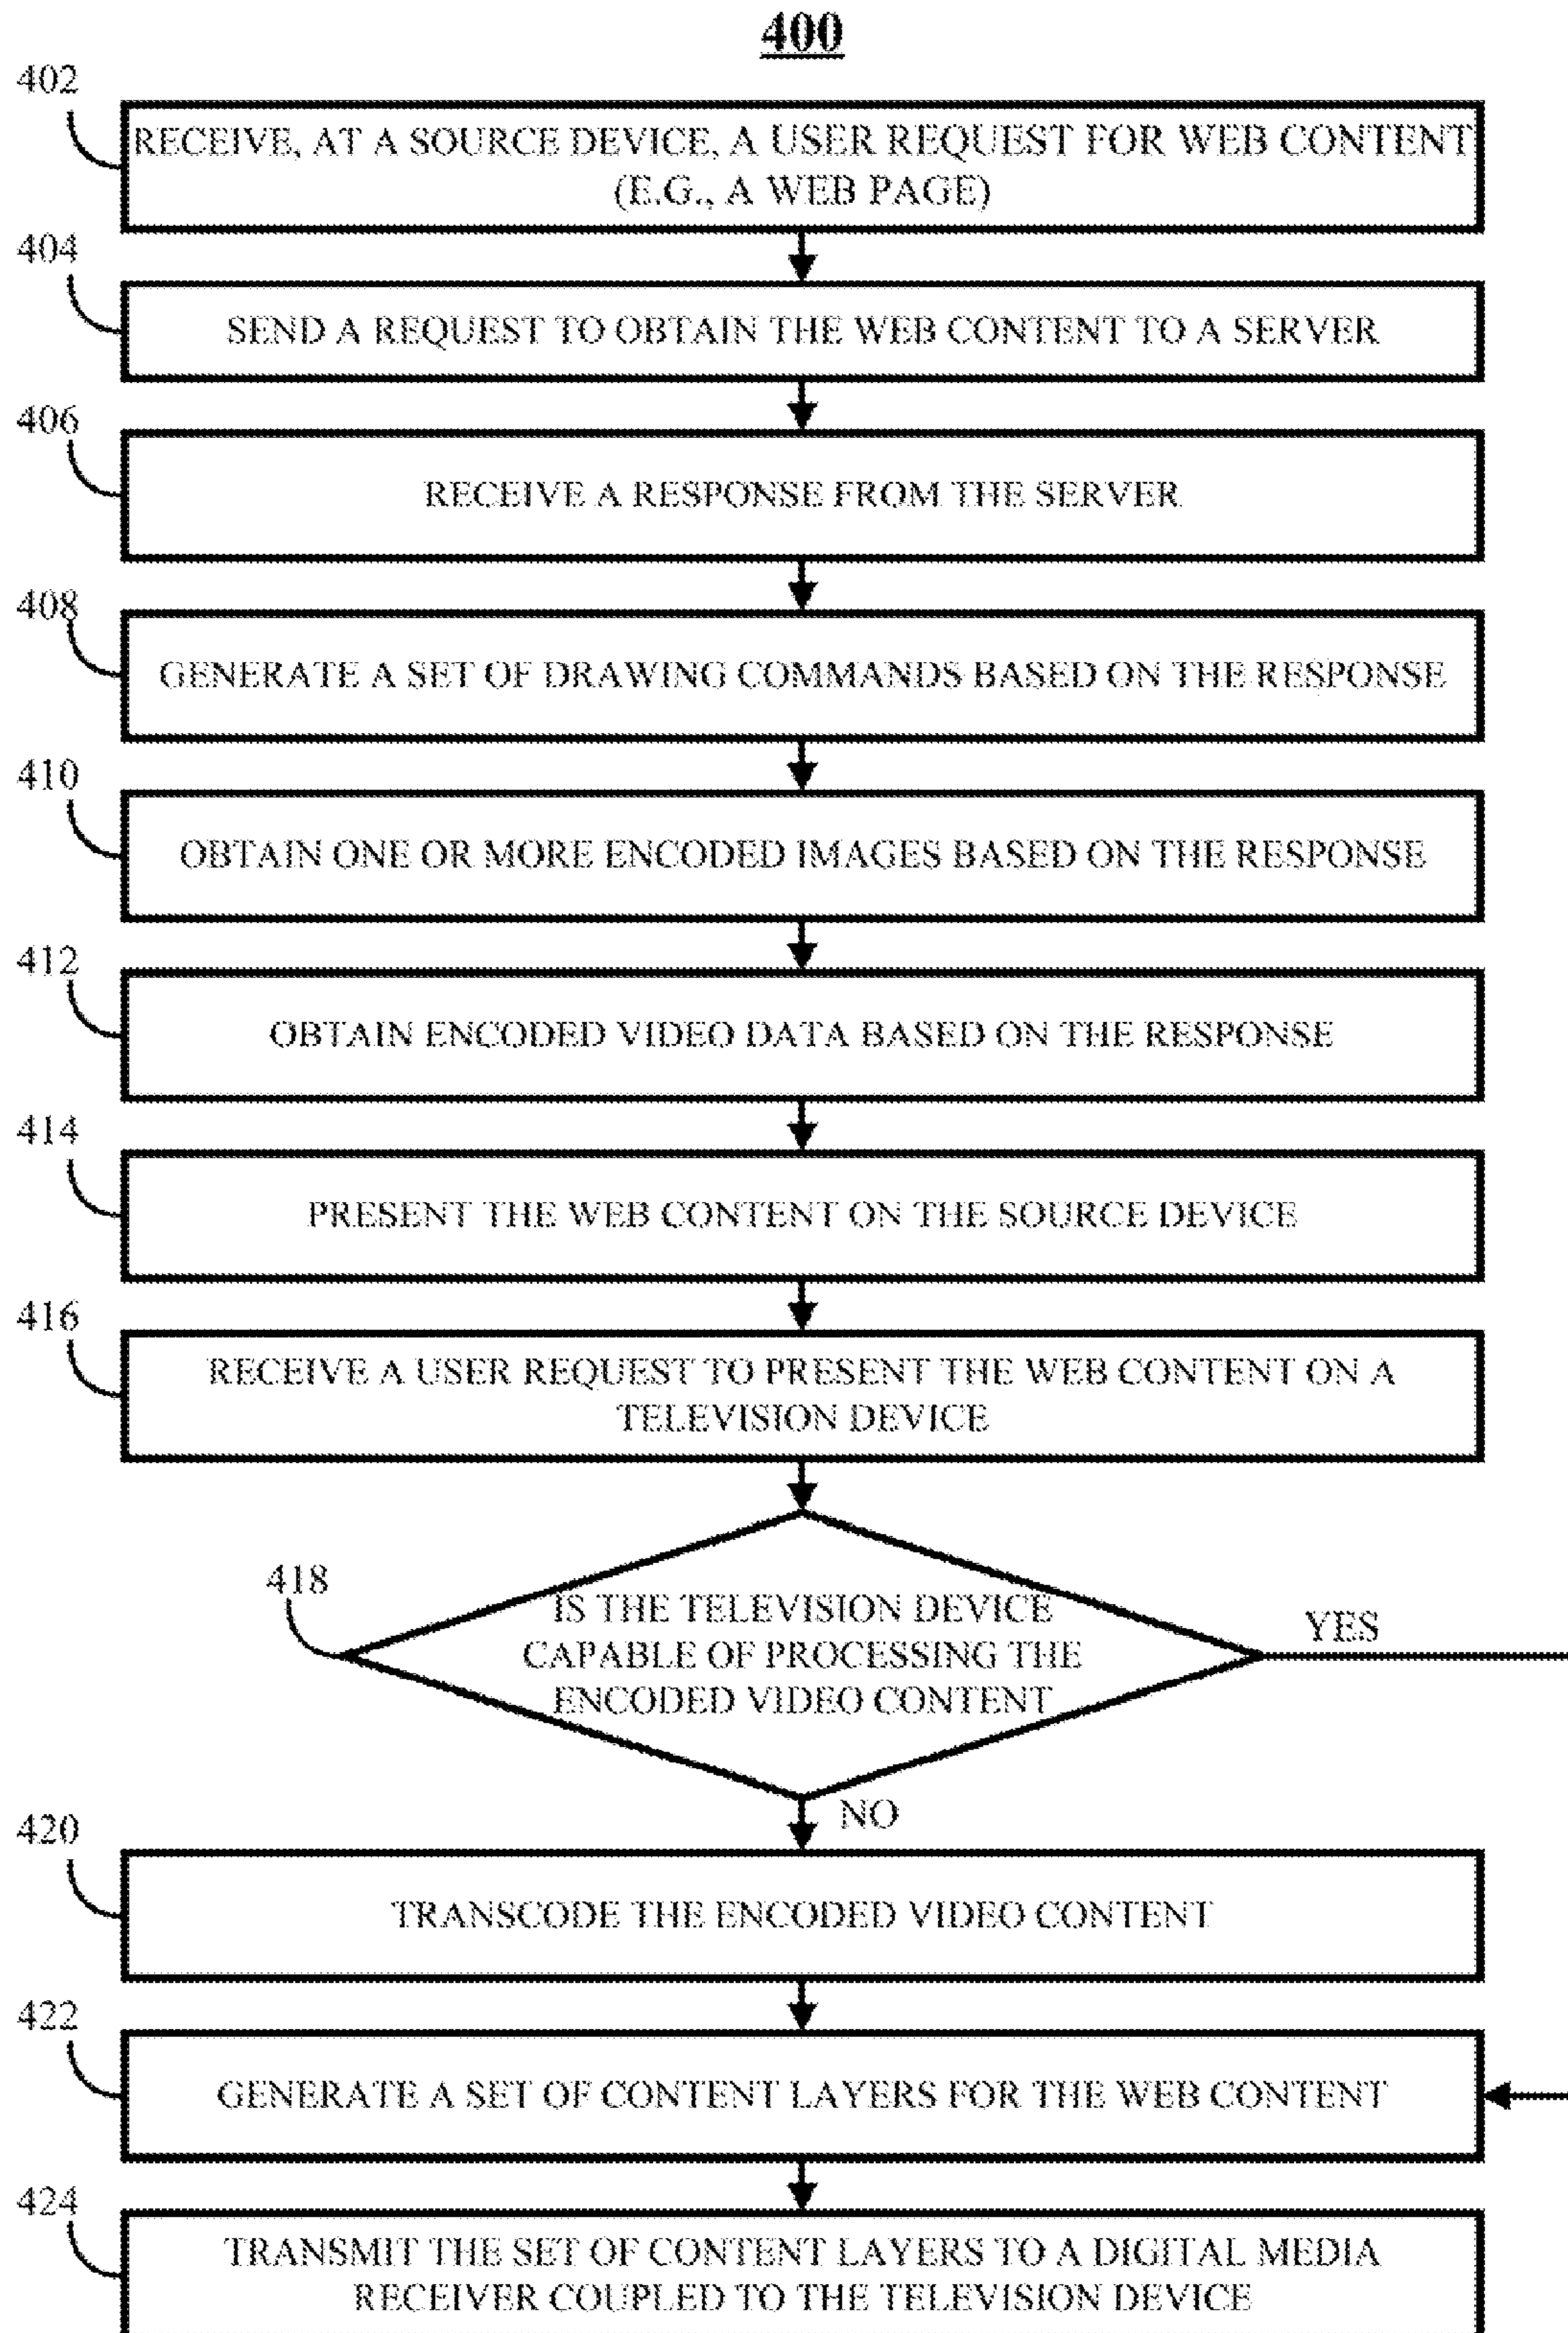 400
402
RECEIVE, AT A SOURCE DEVICE, A USER REQUEST FOR WEB CONTENT
(E.G., A WEB PAGE)
404
SEND A REQUEST TO OBTAIN THE WEB CONTENT TO A SERVER
406
RECEIVE A RESPONSE FROM THE SERVER
408
GENERATE A SET OF DRAWING COMMANDS BASED ON THE RESPONSE
410
OBTAIN ONE OR MORE ENCODED IMAGES BASED ON THE RESPONSE
412
OBTAIN ENCODED VIDEO DATA BASED ON THE RESPONSE
414
PRESENT THE WEB CONTENT ON THE SOURCE DEVICE
416
RECEIVE A USER REQUEST TO PRESENT THE WEB CONTENT ON A
TELEVISION DEVICE
418
IS THE TELEVISION DEVICE
CAPABLE OF PROCESSING THE
ENCODED VIDEO CONTENT
YES
NO
420
TRANSCODE THE ENCODED VIDEO CONTENT
422
GENERATE A SET OF CONTENT LAYERS FOR THE WEB CONTENT
424
TRANSMIT THE SET OF CONTENT LAYERS TO A DIGITAL MEDIA
RECEIVER COUPLED TO THE TELEVISION DEVICE